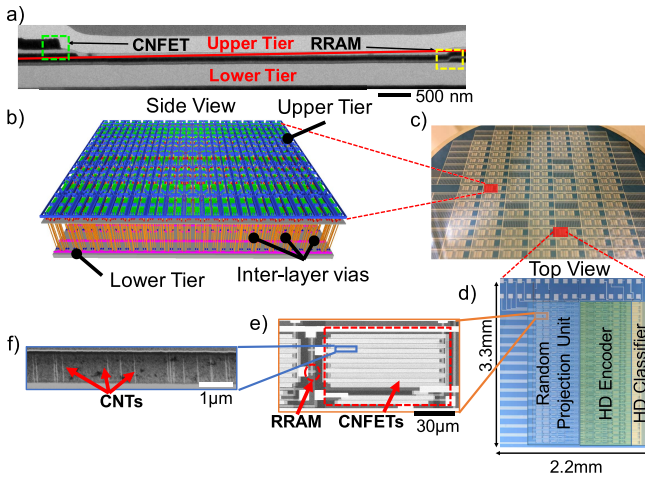 a)
CNFET
Upper Tier
RRAM
Lower Tier
500 nm
Side View
b)
Upper Tier
c)
Lower Tier
Inter-layer vias
Top View
d)
3.3mm
Random
Projection Unit
HD Encoder
HD Classifier
2.2mm
e)
RRAM
CNFETs
30µm
f)
CNTs
1µm